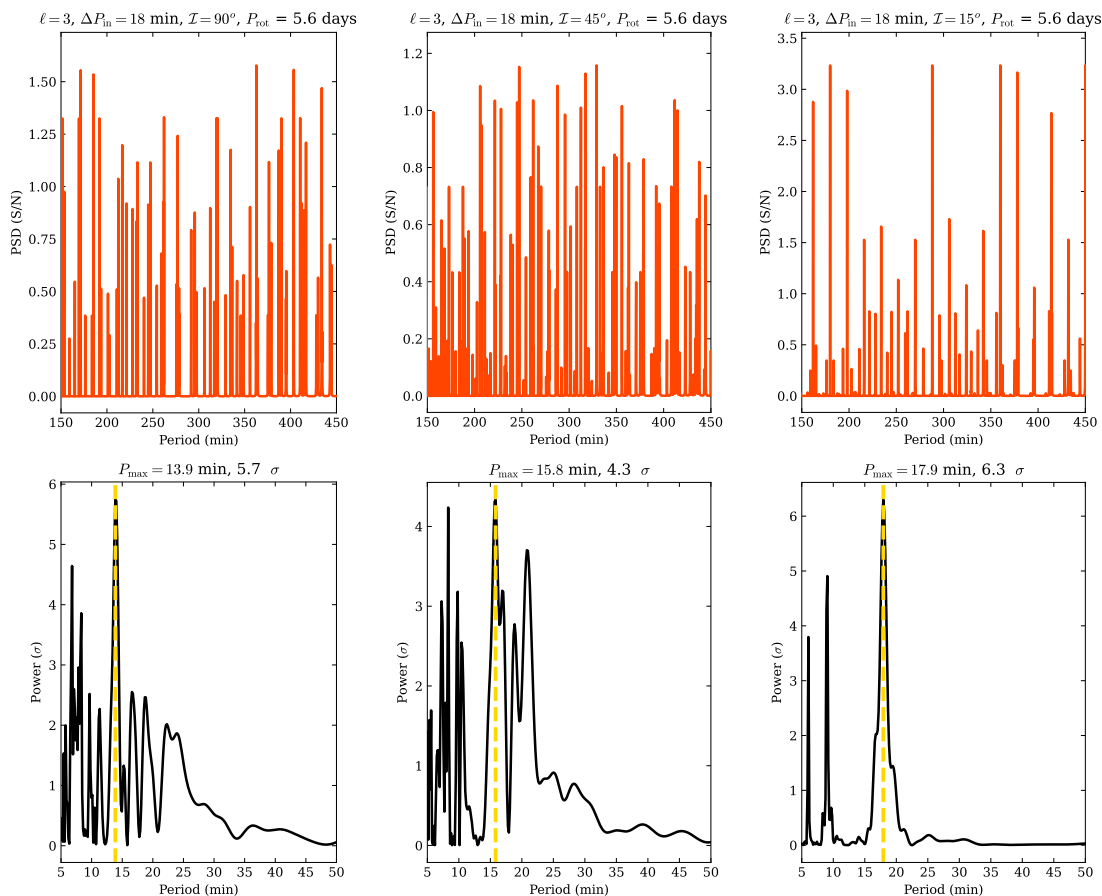 ℓ = 3, ΔP_in = 18 min, I = 90°, P_rot = 5.6 days
ℓ = 3, ΔP_in = 18 min, I = 45°, P_rot = 5.6 days
ℓ = 3, ΔP_in = 18 min, I = 15°, P_rot = 5.6 days
PSD (S/N)
1.50
1.25
1.00
0.75
0.50
0.25
0.00
150 200 250 300 350 400 450
Period (min)
PSD (S/N)
1.2
1.0
0.8
0.6
0.4
0.2
0.0
150 200 250 300 350 400 450
Period (min)
PSD (S/N)
3.5
3.0
2.5
2.0
1.5
1.0
0.5
0.0
150 200 250 300 350 400 450
Period (min)
P_max = 13.9 min, 5.7 σ
P_max = 15.8 min, 4.3 σ
P_max = 17.9 min, 6.3 σ
Power (σ)
6
5
4
3
2
1
0
5 10 15 20 25 30 35 40 45 50
Period (min)
Power (σ)
4
3
2
1
0
5 10 15 20 25 30 35 40 45 50
Period (min)
Power (σ)
6
5
4
3
2
1
0
5 10 15 20 25 30 35 40 45 50
Period (min)